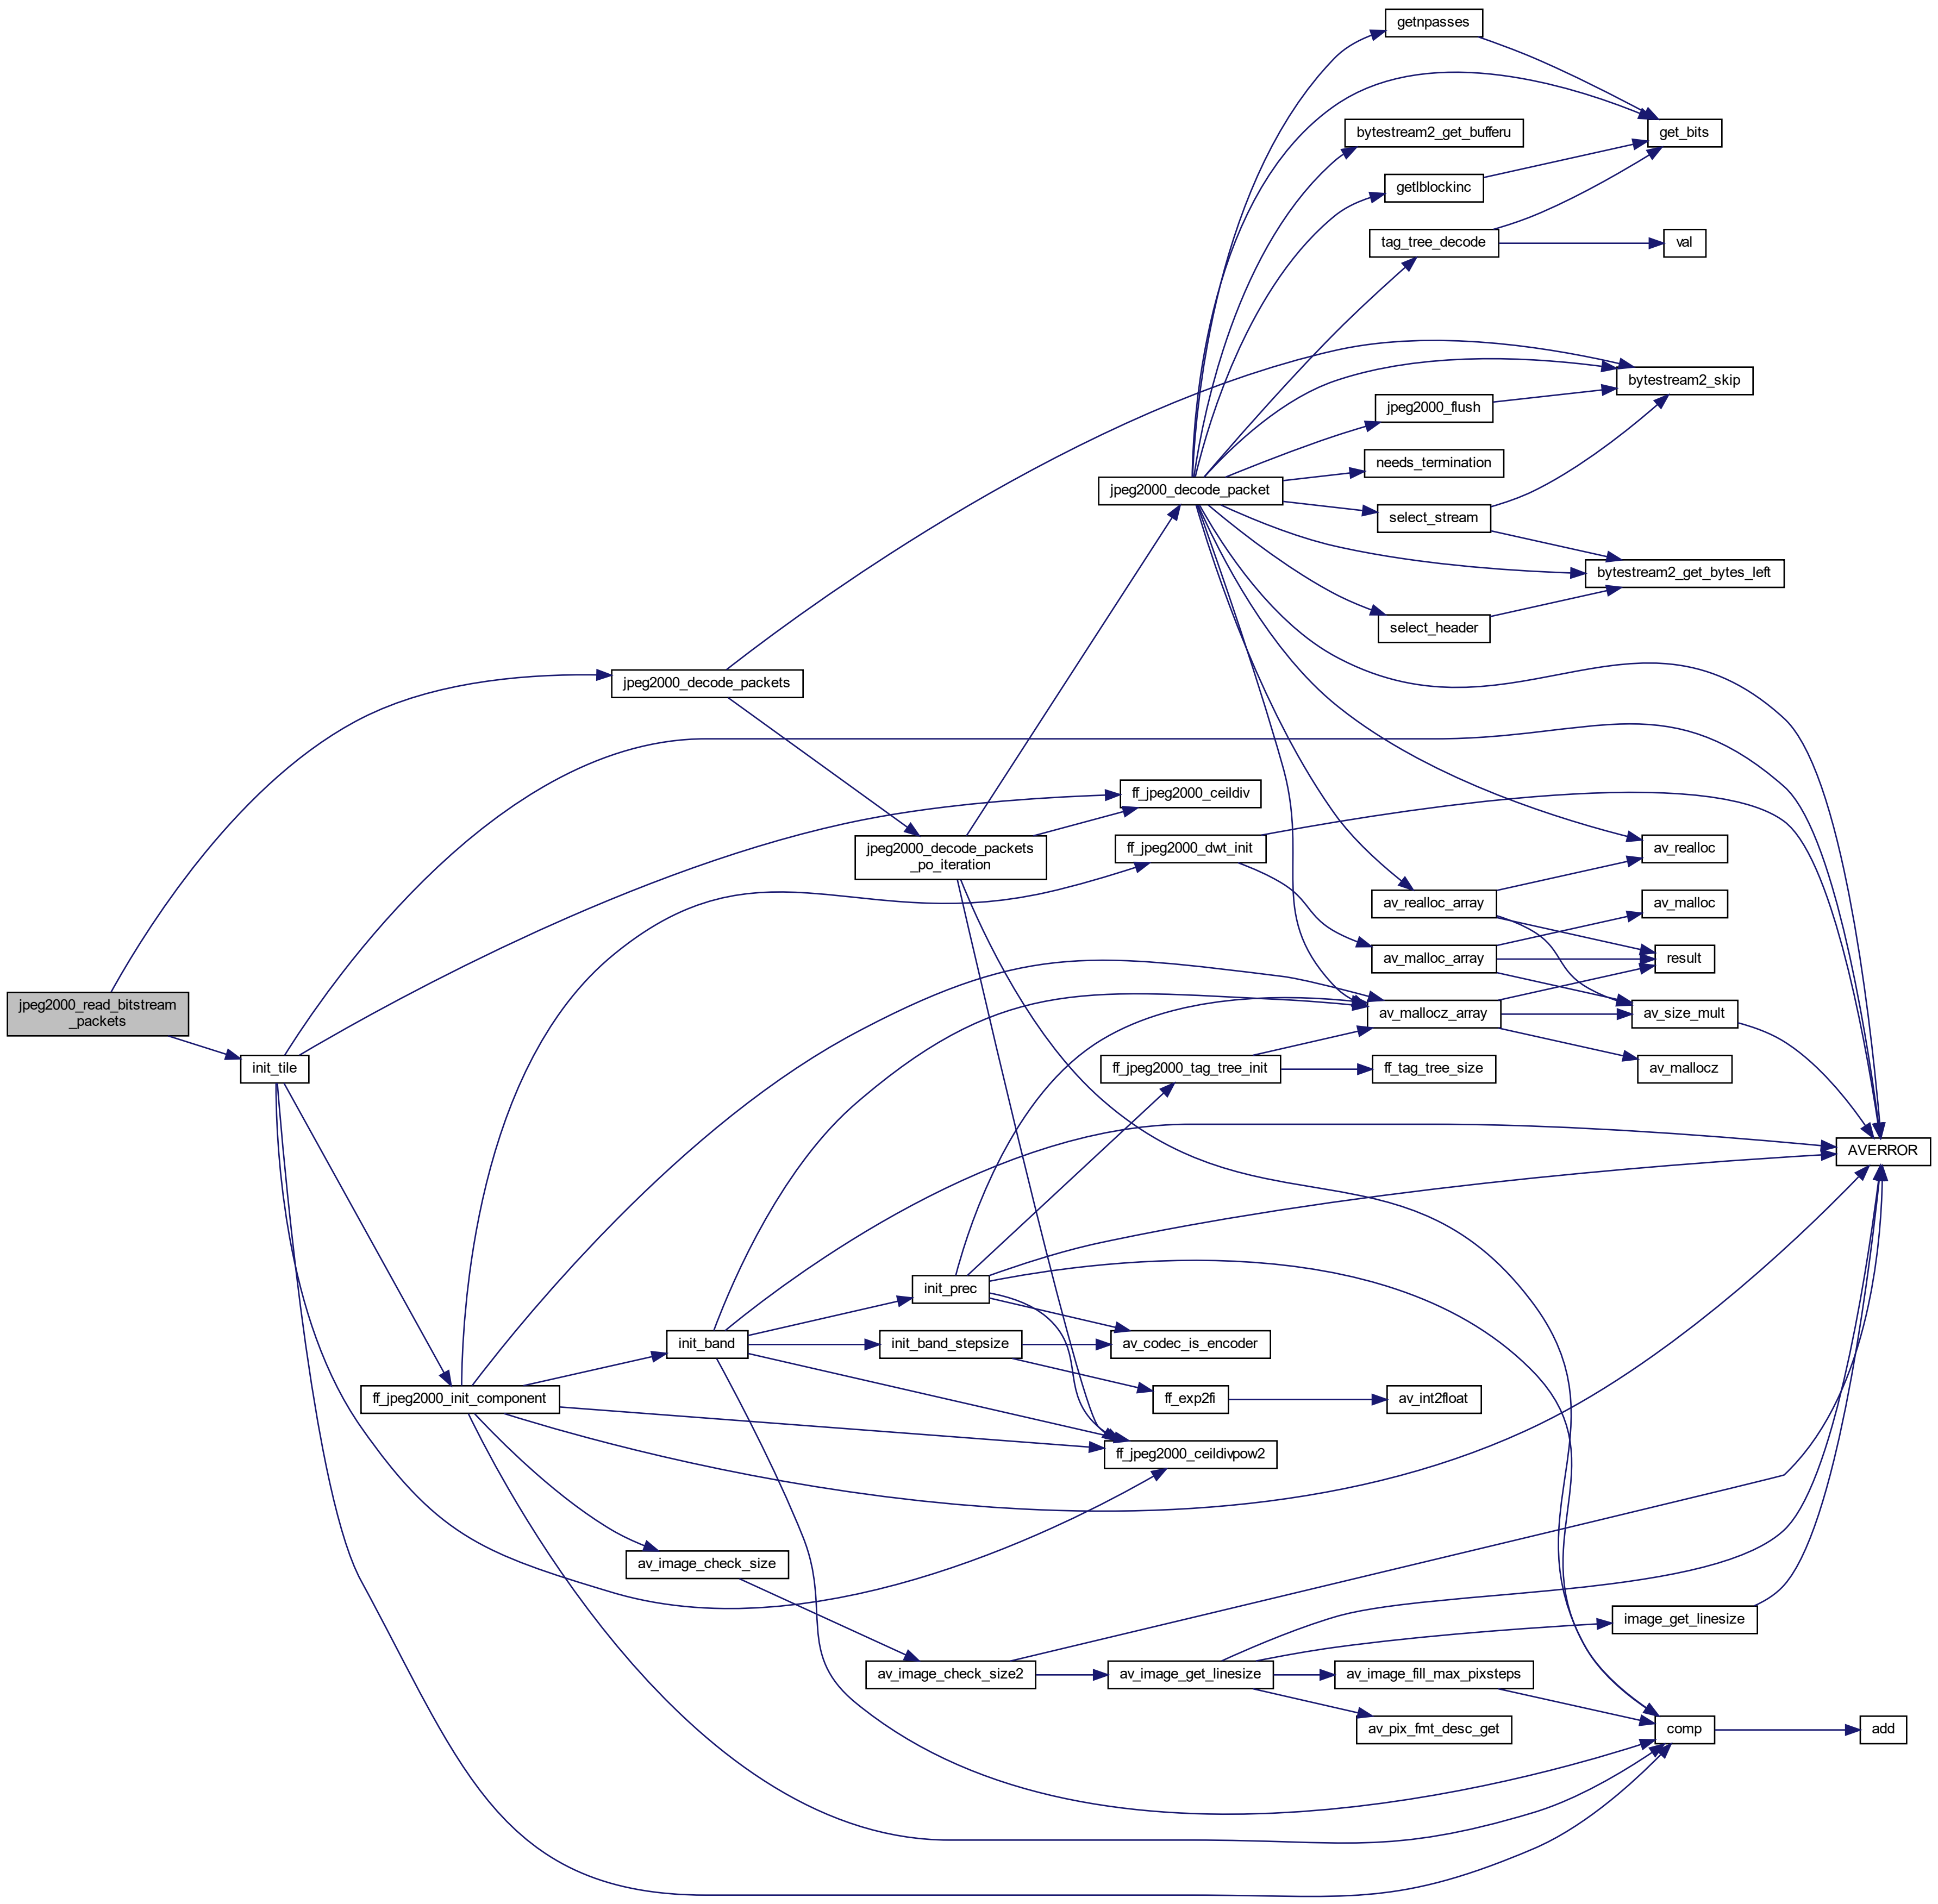 getnpasses
bytestream2_get_bufferu
get_bits
getlblockinc
tag_tree_decode
val
bytestream2_skip
jpeg2000_flush
needs_termination
jpeg2000_decode_packet
select_stream
bytestream2_get_bytes_left
select_header
jpeg2000_decode_packets
ff_jpeg2000_ceildiv
jpeg2000_decode_packets
_po_iteration
ff_jpeg2000_dwt_init
av_realloc
av_realloc_array
av_malloc
av_malloc_array
result
jpeg2000_read_bitstream
_packets
av_mallocz_array
av_size_mult
init_tile
ff_jpeg2000_tag_tree_init
ff_tag_tree_size
av_mallocz
AVERROR
init_prec
init_band
init_band_stepsize
av_codec_is_encoder
ff_jpeg2000_init_component
ff_exp2fi
av_int2float
ff_jpeg2000_ceildivpow2
av_image_check_size
image_get_linesize
av_image_check_size2
av_image_get_linesize
av_image_fill_max_pixsteps
av_pix_fmt_desc_get
comp
add